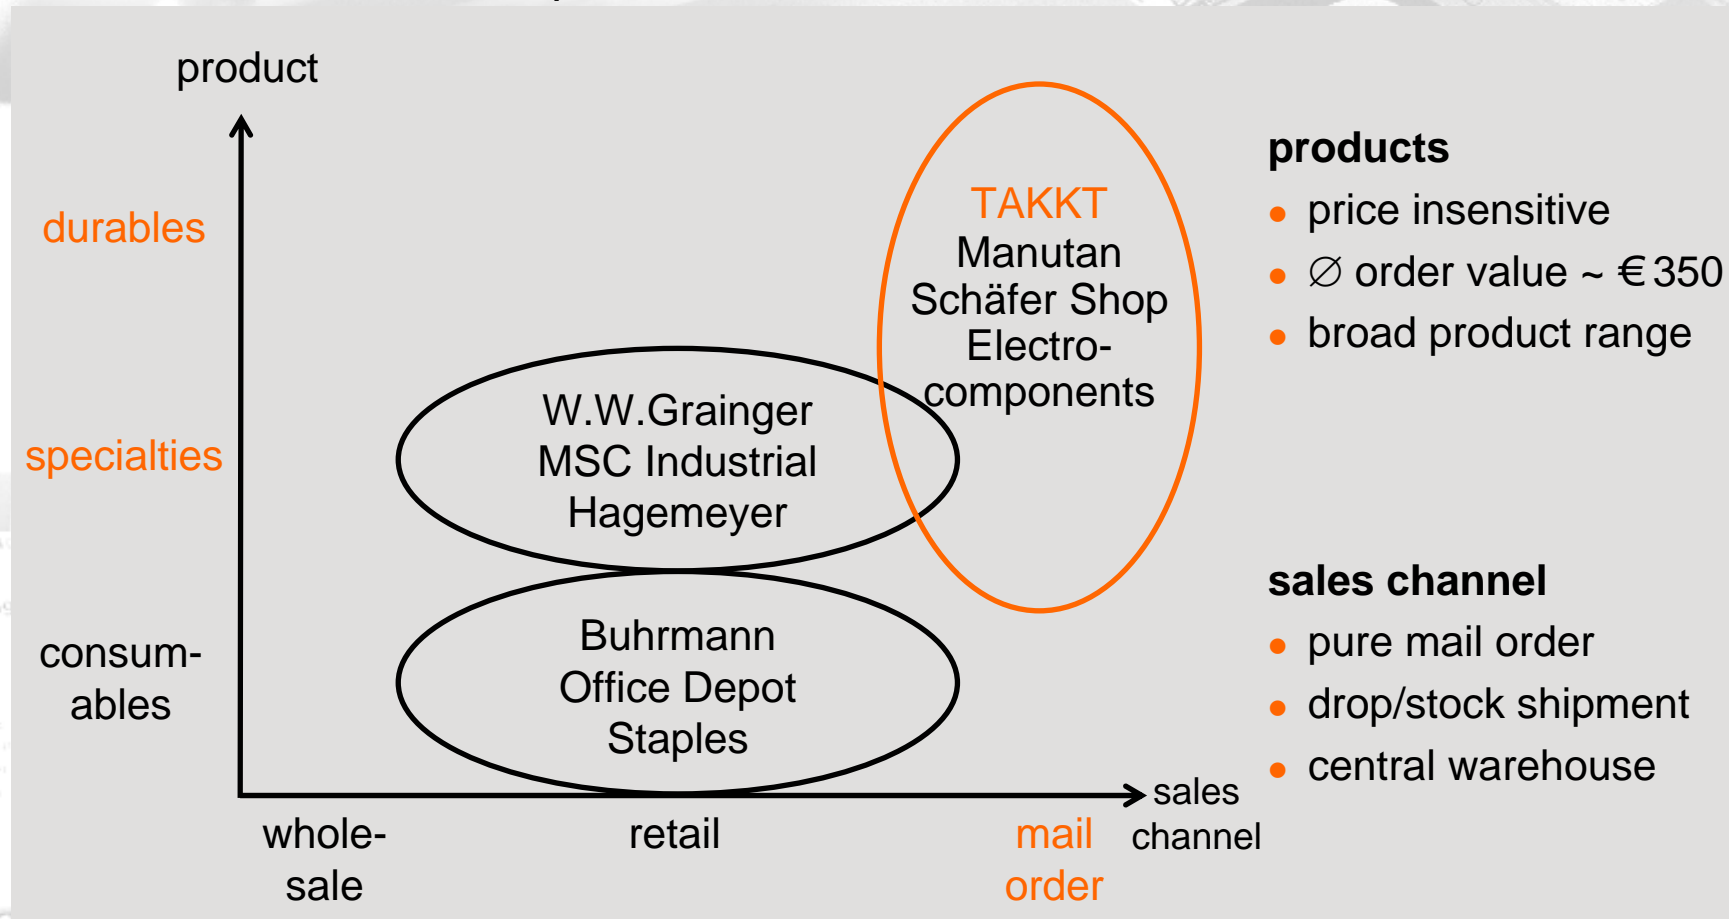 product
durables
specialties
consum-
ables
TAKKT
Manutan
Schäfer Shop
Electro-
components
W.W.Grainger
MSC Industrial
Hagemeyer
Buhrmann
Office Depot
Staples
whole-
sale
retail
mail
order
sales
channel
products
● price insensitive
● ∅ order value ~ €350
● broad product range
sales channel
● pure mail order
● drop/stock shipment
● central warehouse